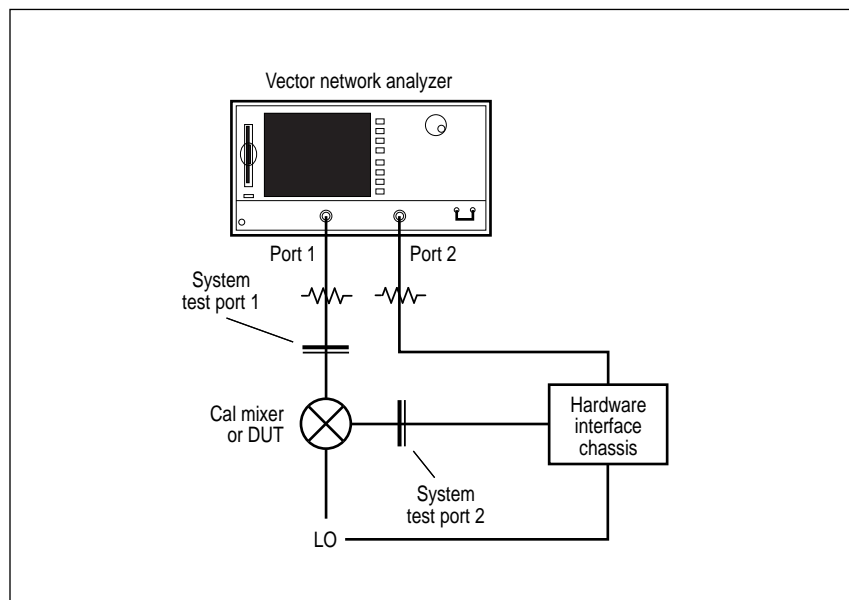 Vector network analyzer
Port 1
Port 2
System
test port 1
Cal mixer
or DUT
Hardware
interface
chassis
System
test port 2
LO